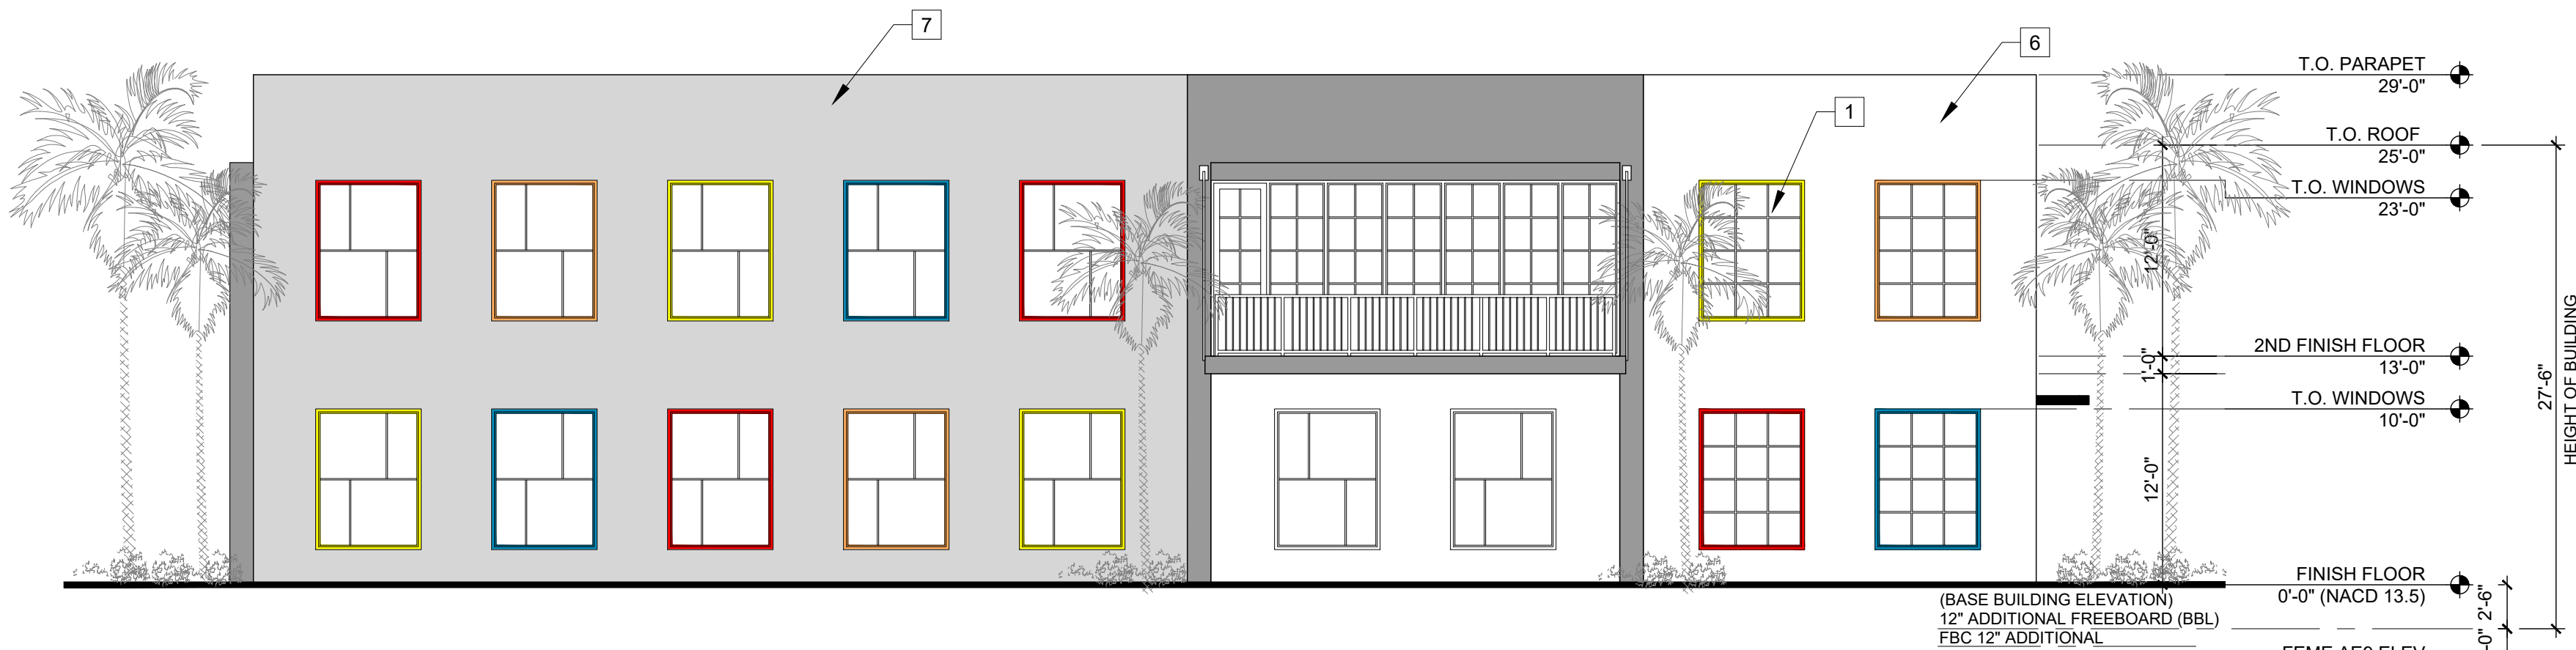 7
6
1
T.O. PARAPET
29'-0"
T.O. ROOF
25'-0"
T.O. WINDOWS
23'-0"
12'-0"
2ND FINISH FLOOR
13'-0"
1'-0"
T.O. WINDOWS
10'-0"
12'-0"
27'-6"
HEIGHT OF BUILDING
FINISH FLOOR
0'-0" (NACD 13.5)
2'-6"
(BASE BUILDING ELEVATION)
12" ADDITIONAL FREEBOARD (BBL)
FBC 12" ADDITIONAL